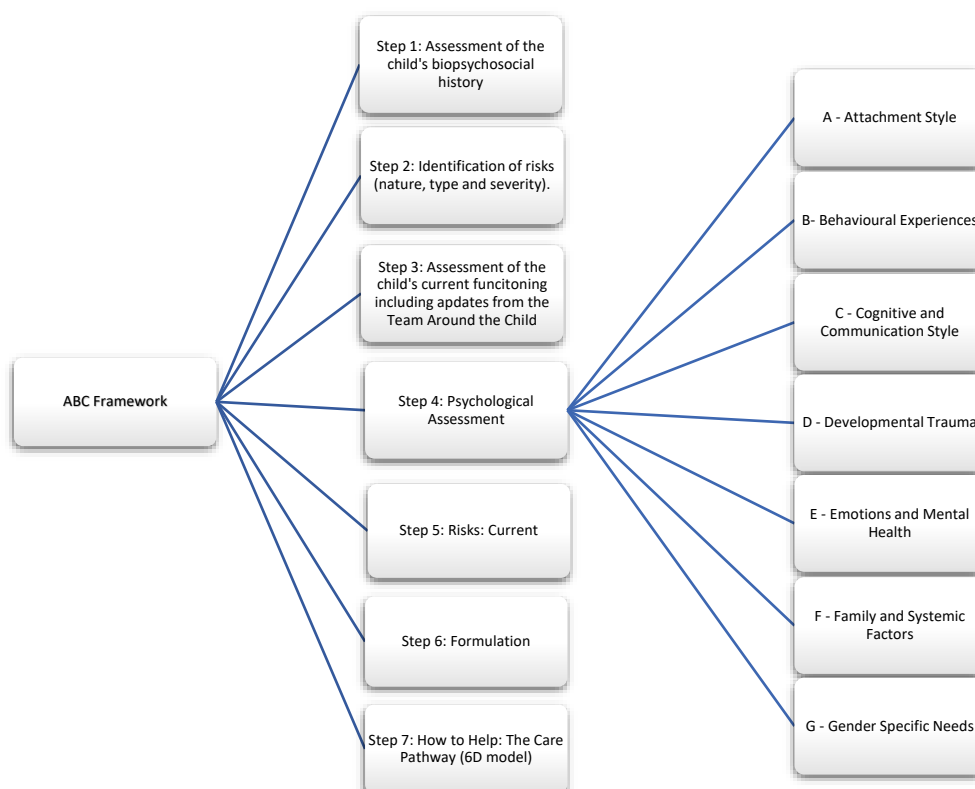 ABC Framework
Step 1: Assessment of the
child's biopsychosocial
history
Step 2: Identification of risks
(nature, type and severity).
Step 3: Assessment of the
child's current funcitoning
including apdates from the
Team Around the Child
Step 4: Psychological
Assessment
Step 5: Risks: Current
Step 6: Formulation
Step 7: How to Help: The Care
Pathway (6D model)
A - Attachment Style
B- Behavioural Experiences
C - Cognitive and
Communication Style
D - Developmental Trauma
E - Emotions and Mental
Health
F - Family and Systemic
Factors
G - Gender Specific Needs